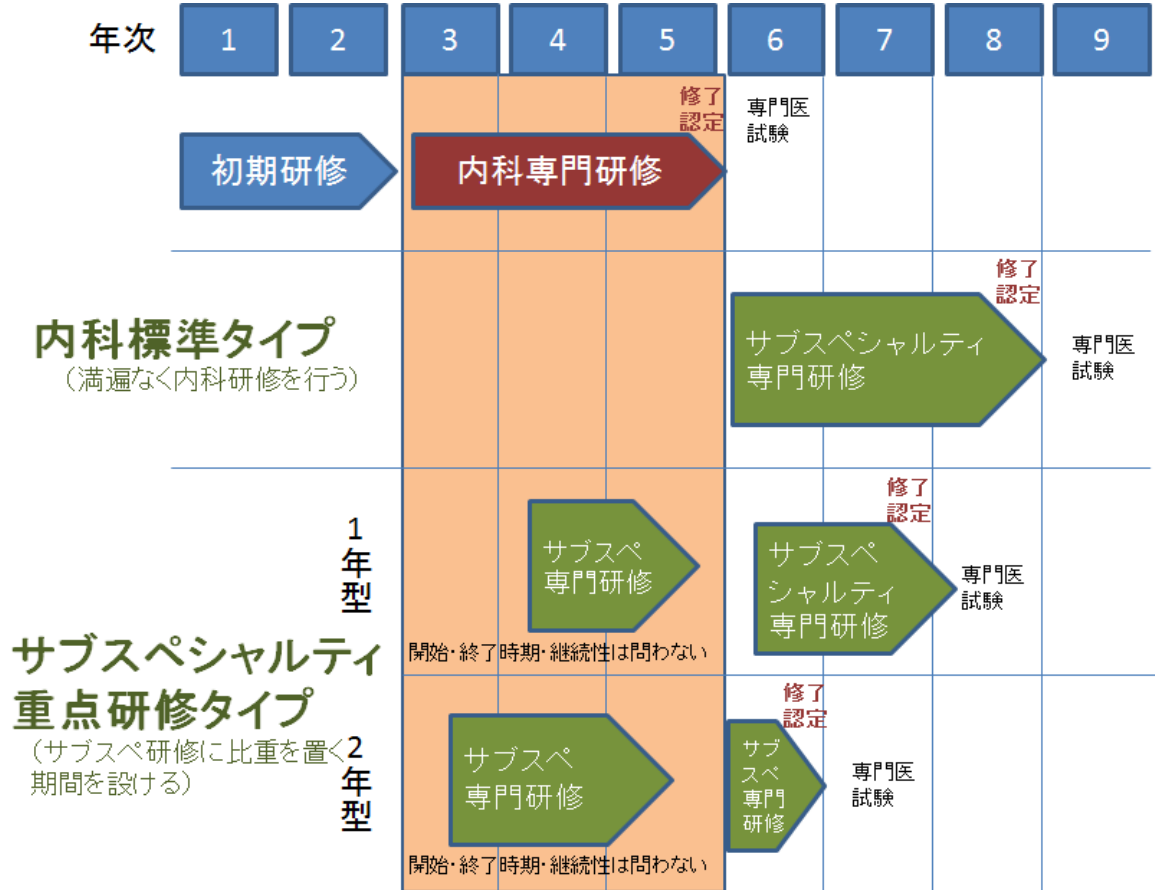 年次 1 2 3 4 5 6 7 8 9
修了
認定
専門医
試験
初期研修
内科専門研修
内科標準タイプ
(満遍なく内科研修を行う)
サブスペシャルティ
専門研修
修了
認定
専門医
試験
サブスペシャルティ
重点研修タイプ
(サブスペ研修に比重を置く
期間を設ける)
1
年
型
サブスペ
専門研修
開始・終了時期・継続性は問わない
修了
認定
サブスペ
シャルティ
専門研修
専門医
試験
2
年
型
サブスペ
専門研修
開始・終了時期・継続性は問わない
修了
認定
サブ
スペ
専門
研修
専門医
試験